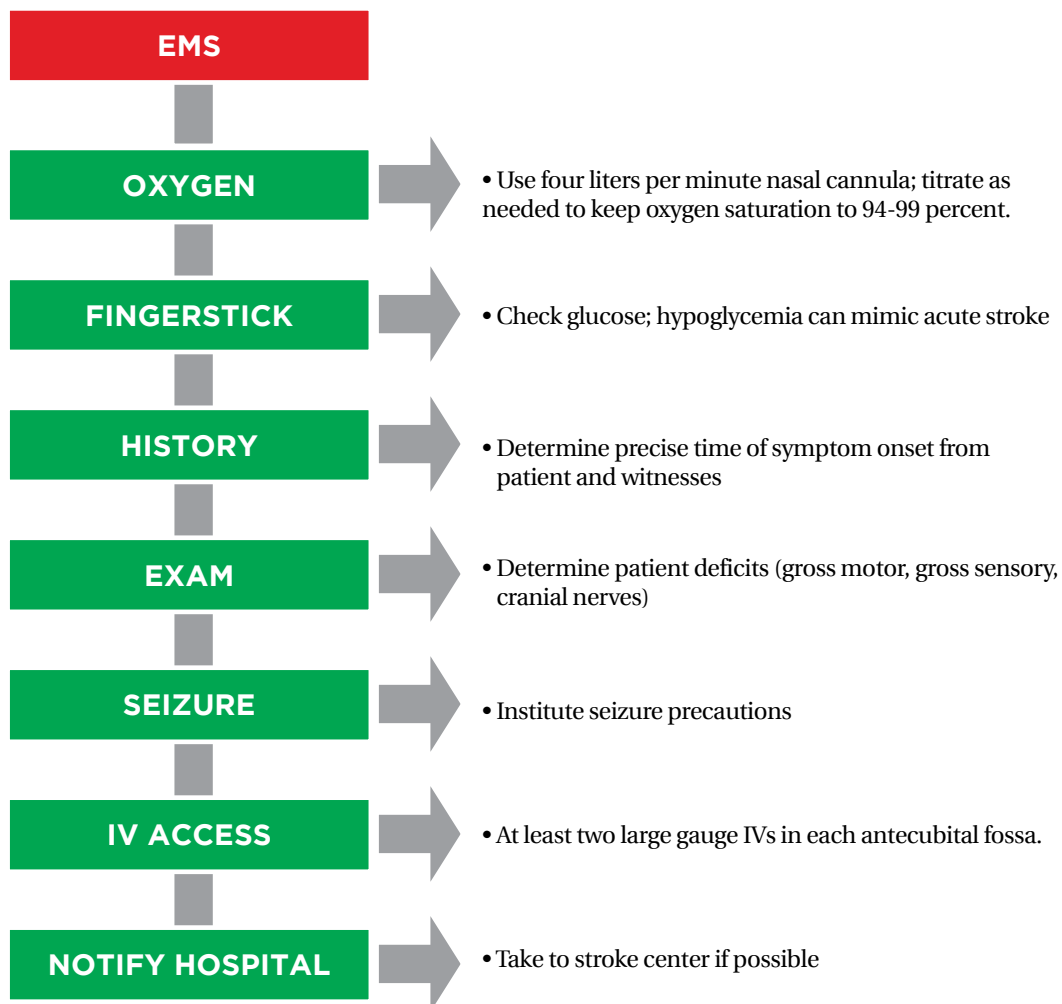 EMS
OXYGEN
• Use four liters per minute nasal cannula; titrate as
needed to keep oxygen saturation to 94-99 percent.
FINGERSTICK
• Check glucose; hypoglycemia can mimic acute stroke
HISTORY
• Determine precise time of symptom onset from
patient and witnesses
EXAM
• Determine patient deficits (gross motor, gross sensory,
cranial nerves)
SEIZURE
• Institute seizure precautions
IV ACCESS
• At least two large gauge IVs in each antecubital fossa.
NOTIFY HOSPITAL
• Take to stroke center if possible